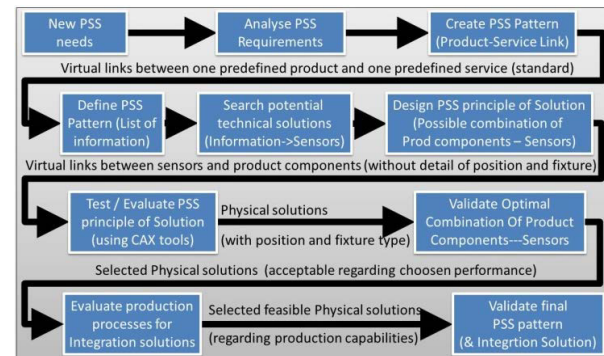 New PSS
needs
Analyse PSS
Requirements
Create PSS Pattern
(Product-Service Link)
Virtual links between one predefined product and one predefined service (standard)
Define PSS
Pattern (List of
information)
Search potential
technical solutions
(Information->Sensors)
Design PSS principle of Solution
(Possible combination of
Prod components – Sensors)
Virtual links between sensors and product components (without detail of position and fixture)
Test / Evaluate PSS
principle of Solution
(using CAX tools)
Physical solutions
(with position and fixture type)
Validate Optimal
Combination Of Product
Components---Sensors
Selected Physical solutions (acceptable regarding choosen performance)
Evaluate production
processes for
Integration solutions
Selected feasible Physical solutions
(regarding production capabilities)
Validate final
PSS pattern
(& Integrtion Solution)